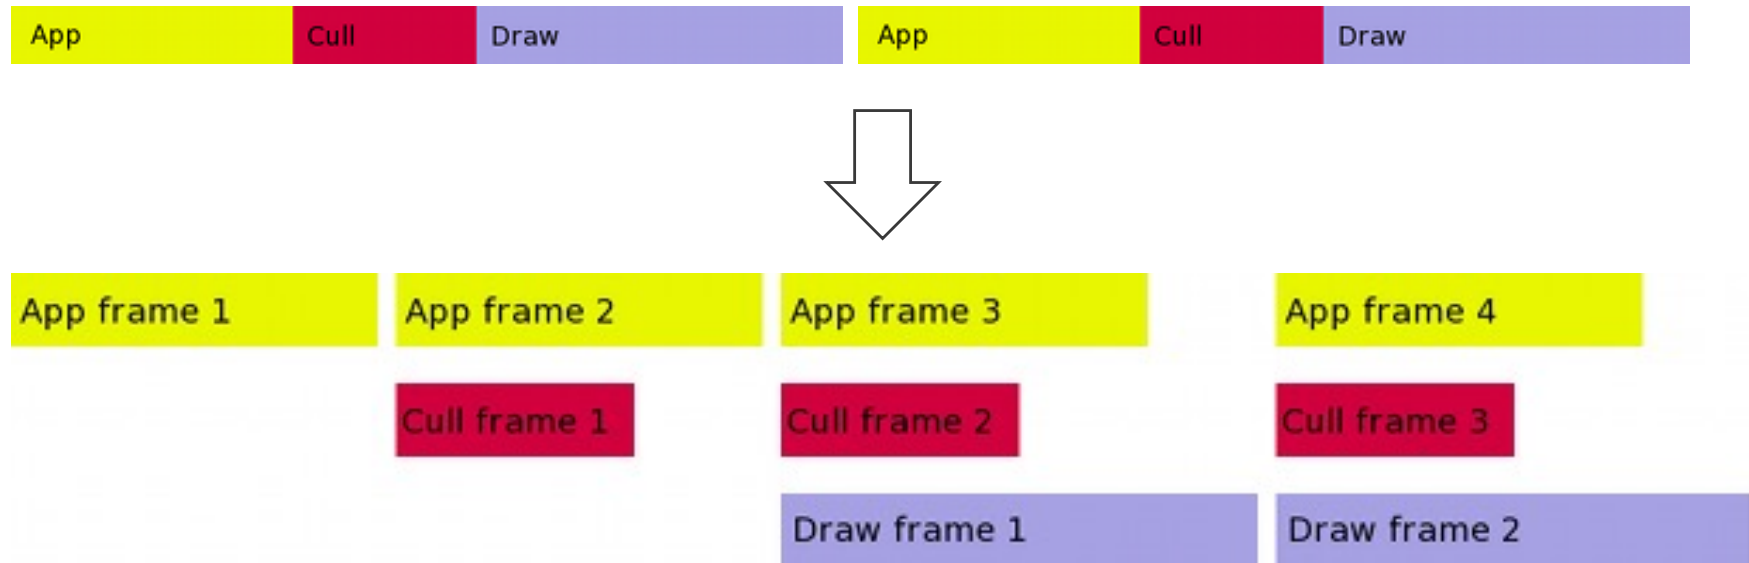 App Cull Draw App Cull Draw
App frame 1 App frame 2 App frame 3 App frame 4
Cull frame 1 Cull frame 2 Cull frame 3
Draw frame 1 Draw frame 2